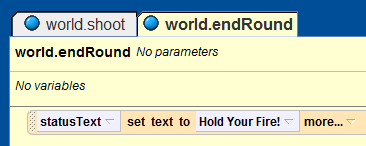 world.shoot world.endRound
world.endRound No parameters
No variables
statusText set text to Hold Your Fire! more...